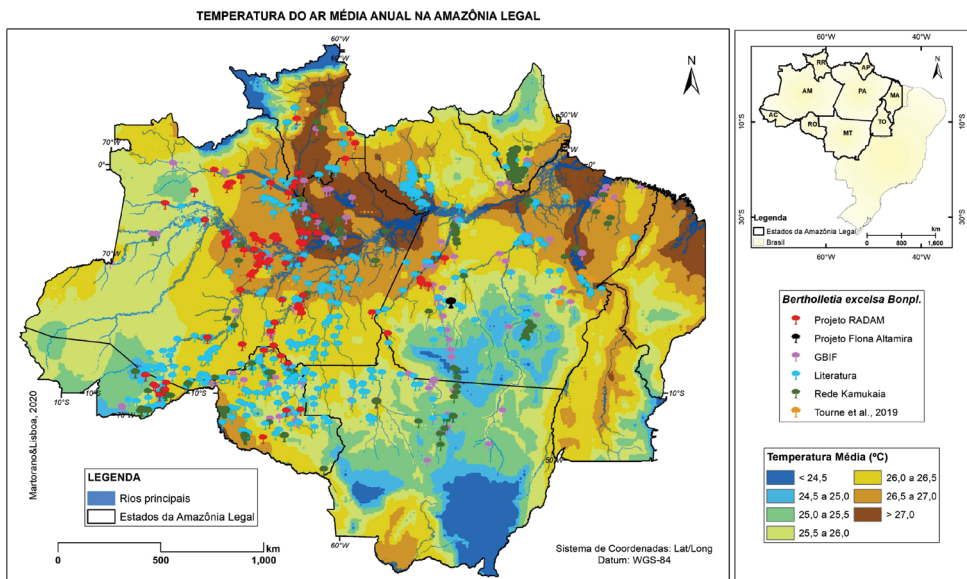 TEMPERATURA DO AR MÉDIA ANUAL NA AMAZÔNIA LEGAL
60°W
70°W
50°W
0°
N
0°
70°W
10°S
10°S
10°S
10°S
50°W
60°W
Martorano&Lisboa, 2020
LEGENDA
Rios principais
Estados da Amazônia Legal
km
0 500 1,000
Sistema de Coordenadas: Lat/Long
Datum: WGS-84
60°W 40°W
N
RR
AP
AM
PA
MA
AC
RO
TO
MT
10°S
10°S
30°S
30°S
Legenda
Estados da Amazônia Legal
Brasil
km
0 800 1,600
60°W 40°W
Bertholletia excelsa Bonpl.
Projeto RADAM
Projeto Flona Altamira
GBIF
Literatura
Rede Kamukaia
Tourne et al., 2019
Temperatura Média (ºC)
< 24,5
24,5 a 25,0
25,0 a 25,5
25,5 a 26,0
26,0 a 26,5
26,5 a 27,0
> 27,0